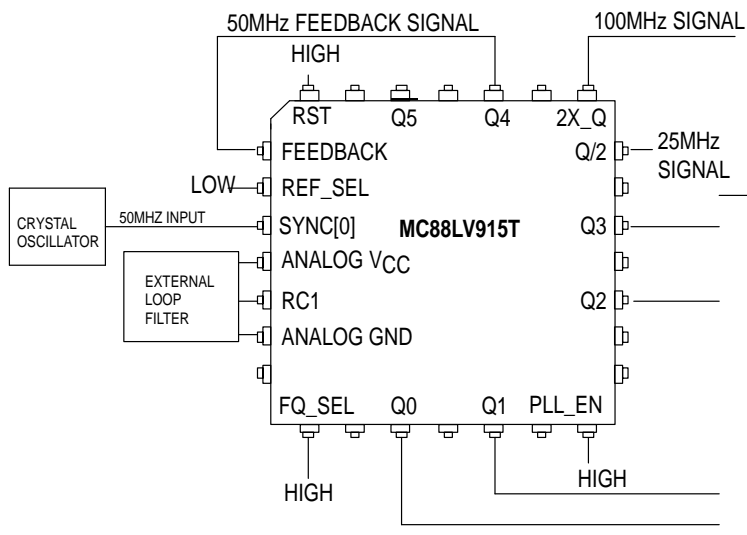 50MHz FEEDBACK SIGNAL
100MHz SIGNAL
HIGH
RST
Q5
Q4
2X_Q
FEEDBACK
Q/2
25MHz
SIGNAL
LOW
REF_SEL
CRYSTAL
OSCILLATOR
50MHZ INPUT
SYNC[0]
MC88LV915T
Q3
ANALOG VCC
EXTERNAL
LOOP
FILTER
RC1
Q2
ANALOG GND
FQ_SEL
Q0
Q1
PLL_EN
HIGH
HIGH